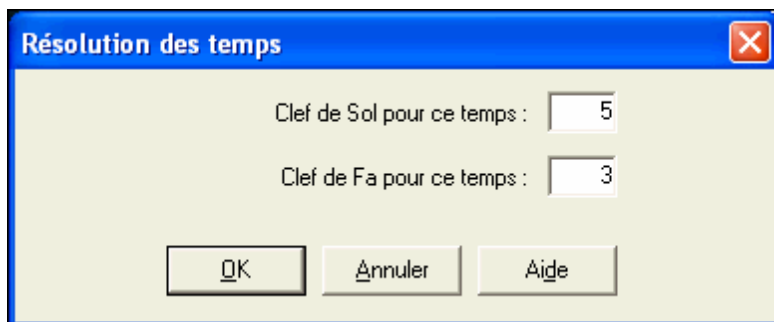 Résolution des temps
Clef de Sol pour ce temps : 5
Clef de Fa pour ce temps : 3
OK Annuler Aide